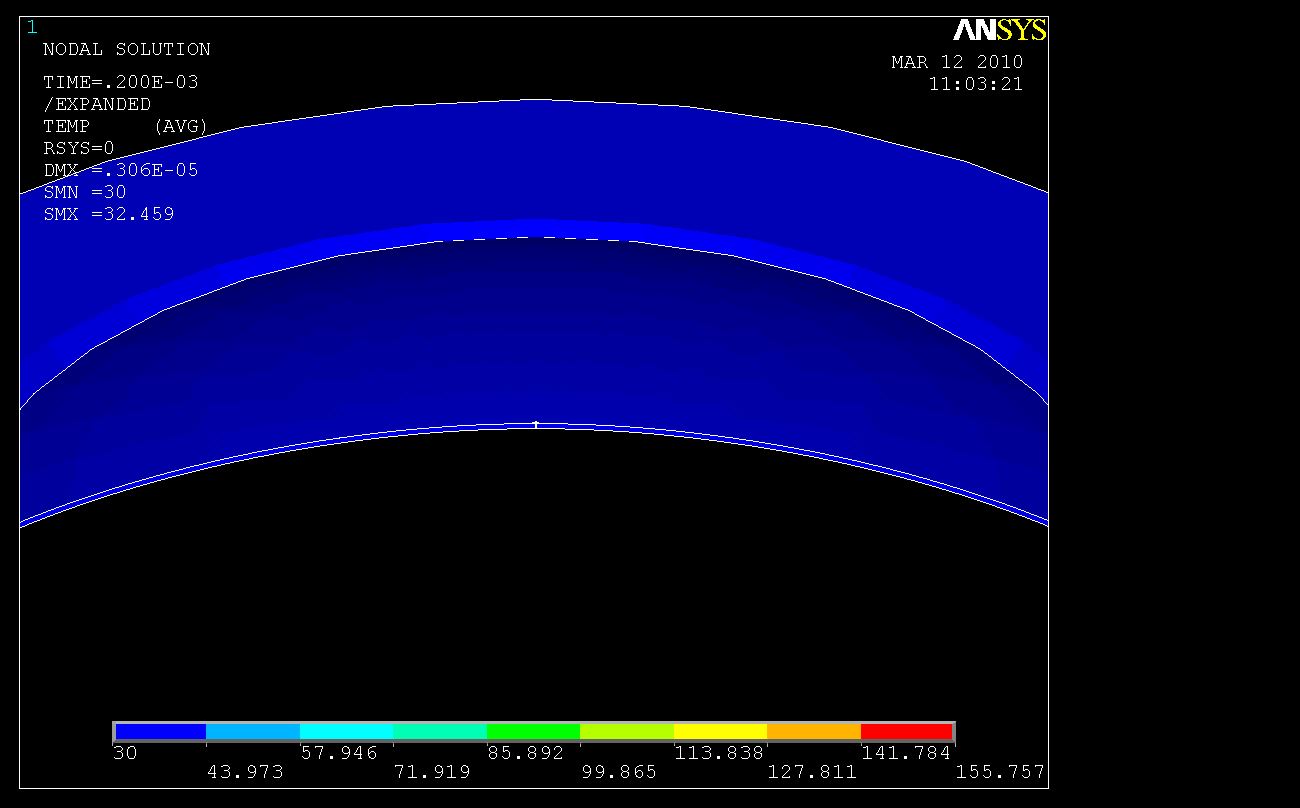 1
ANSYS
NODAL SOLUTION
MAR 12 2010
11:03:21
TIME=.200E-03
/EXPANDED
TEMP (AVG)
RSYS=0
DMX =.306E-05
SMN =30
SMX =32.459
30 57.946 85.892 113.838 141.784
43.973 71.919 99.865 127.811 155.757